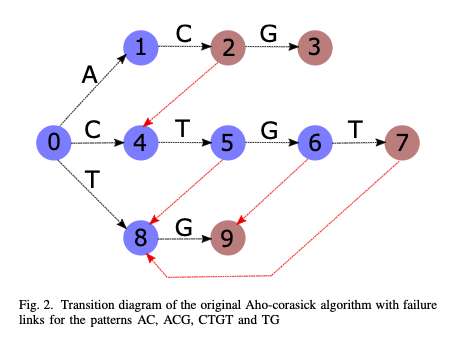 1 C 2 G 3
A
0 C 4 T 5 G 6 T 7
T
8 G 9
Fig. 2. Transition diagram of the original Aho-corasick algorithm with failure
links for the patterns AC, ACG, CTGT and TG